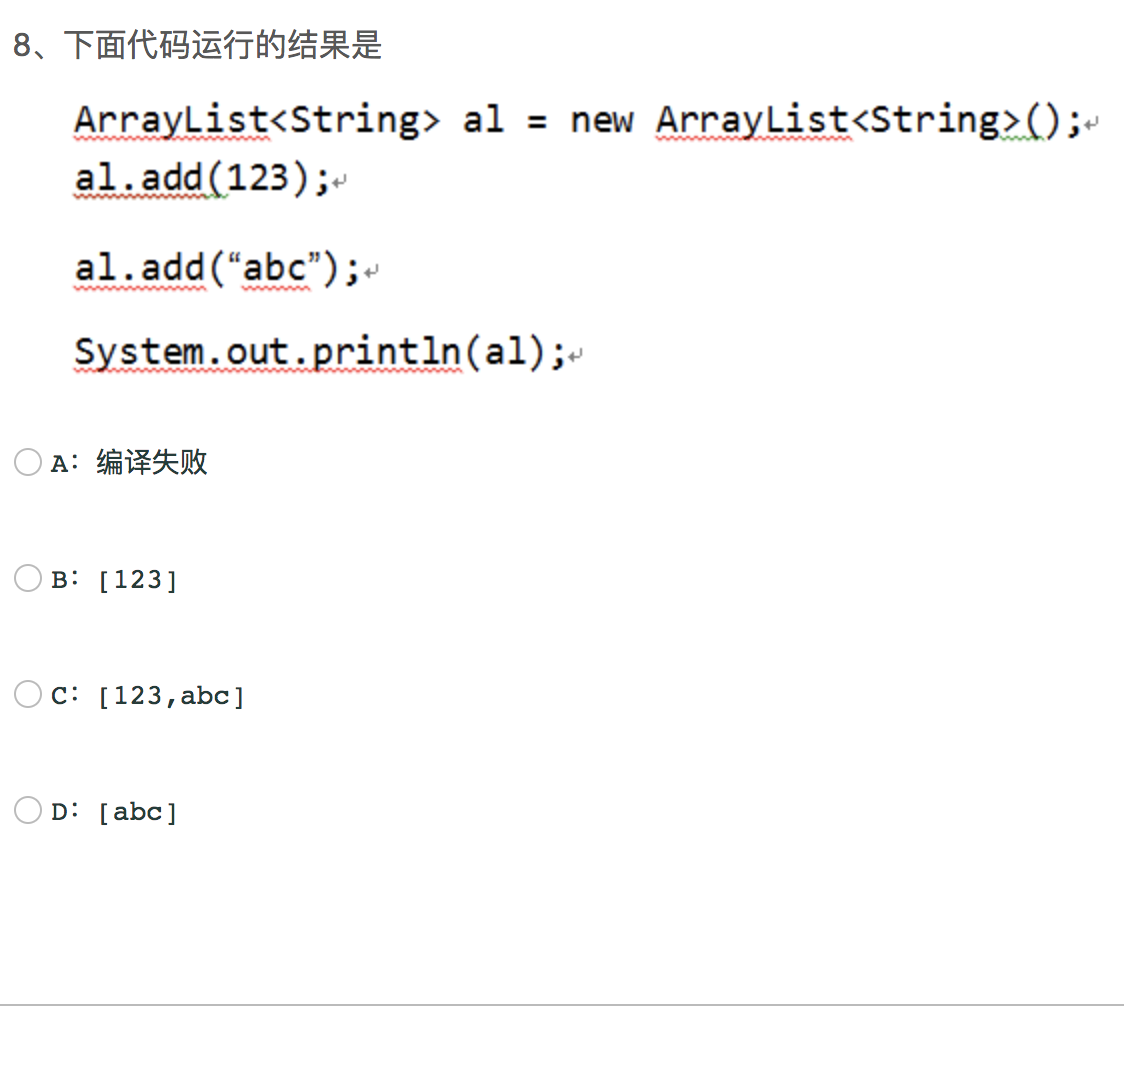 8、下面代码运行的结果是
ArrayList<String> al = new ArrayList<String>();↵
al.add(123);↵
al.add(“abc”);↵
System.out.println(al);↵
A: 编译失败
B: [123]
C: [123,abc]
D: [abc]